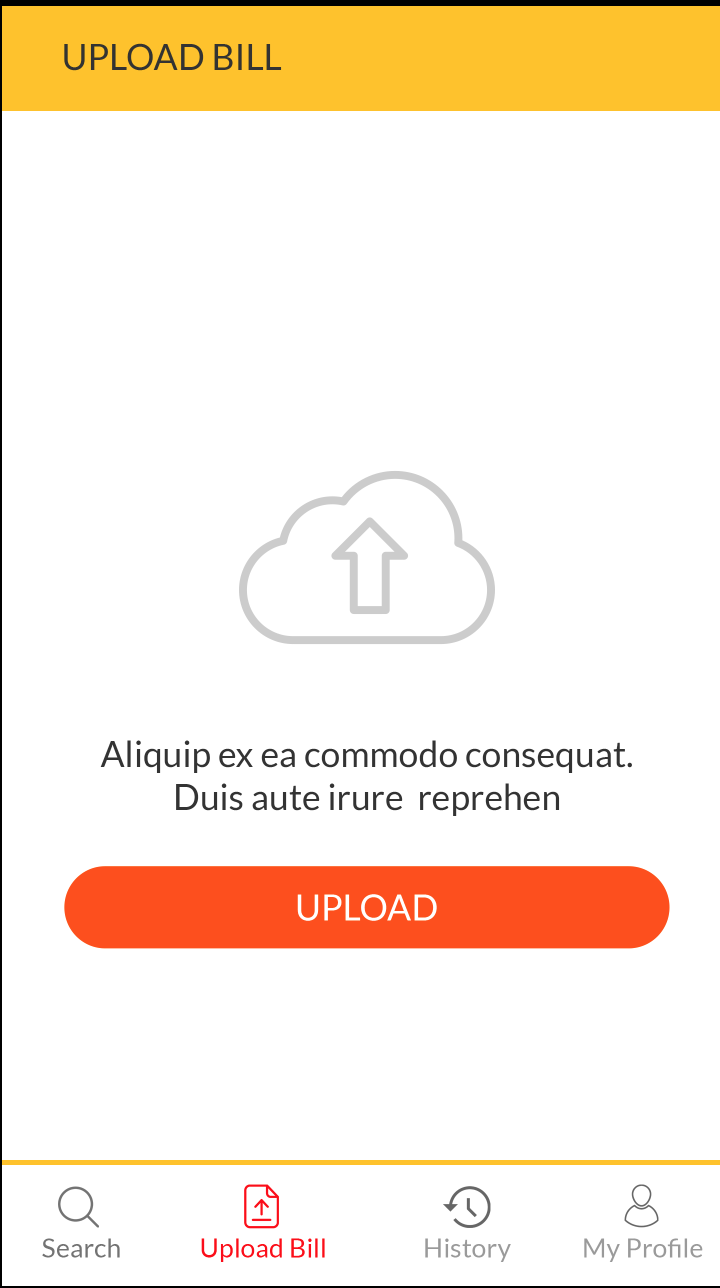 UPLOAD BILL
Aliquip ex ea commodo consequat.
Duis aute irure  reprehen
UPLOAD
Search
Upload Bill
History
My Profile